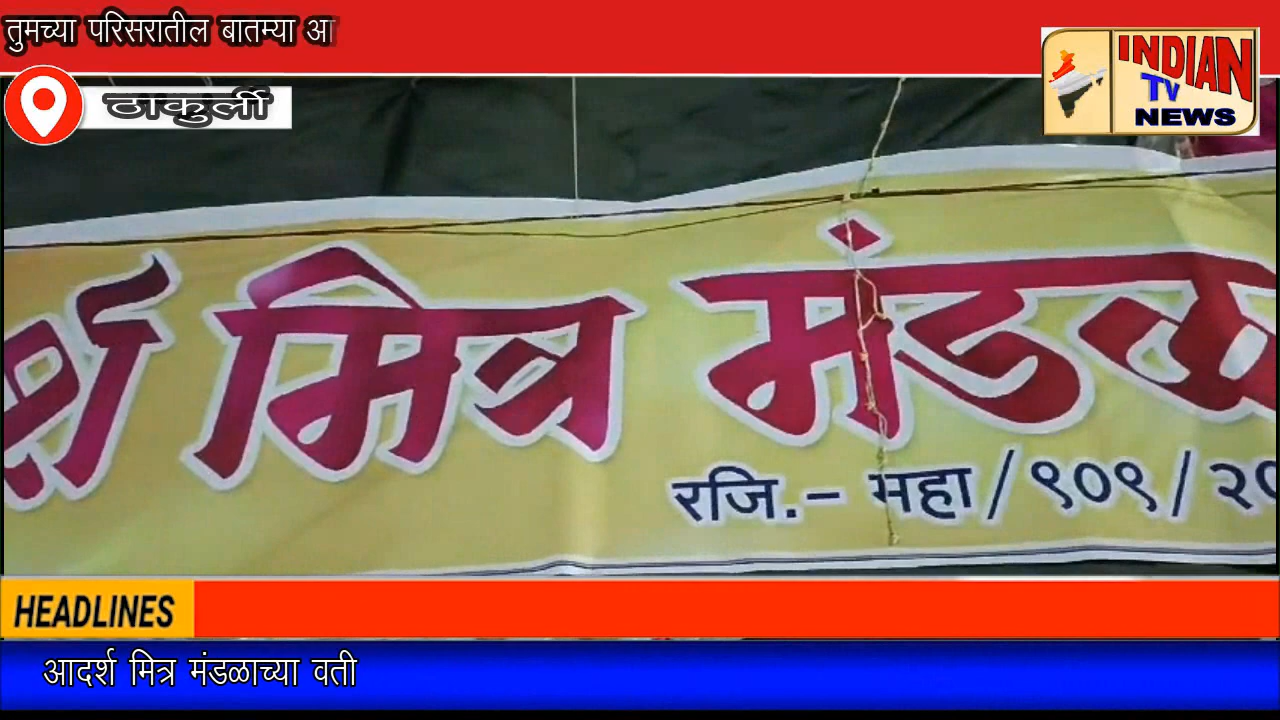 तुमच्या परिसरातील बातम्या आ
ठाकुर्ली
INDIAN
TV
NEWS
र्श मित्र मंडळ
रजि.- महा/९०९/२०
HEADLINES
आदर्श मित्र मंडळाच्या वती